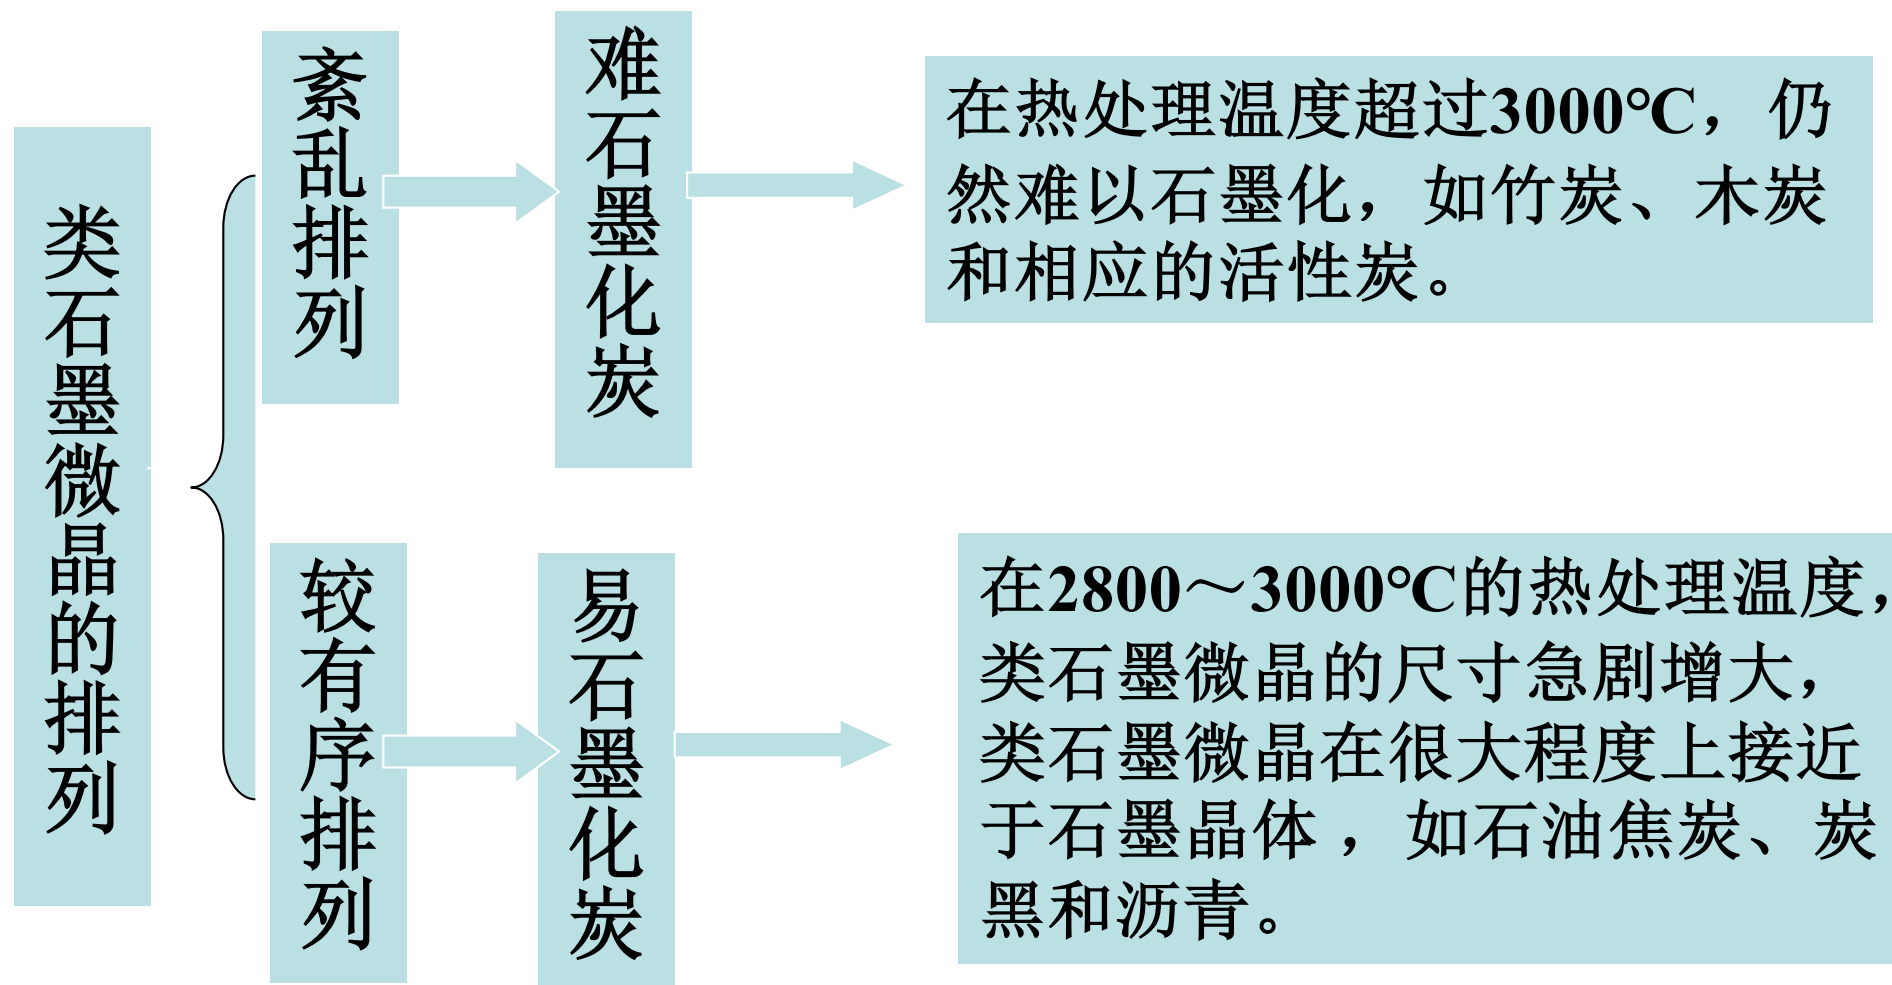 类石墨微晶的排列
紊乱排列
难石墨化炭
在热处理温度超过3000℃，仍
然难以石墨化，如竹炭、木炭
和相应的活性炭。
较有序排列
易石墨化炭
在2800～3000℃的热处理温度，
类石墨微晶的尺寸急剧增大，
类石墨微晶在很大程度上接近
于石墨晶体 ，如石油焦炭、炭
黑和沥青。